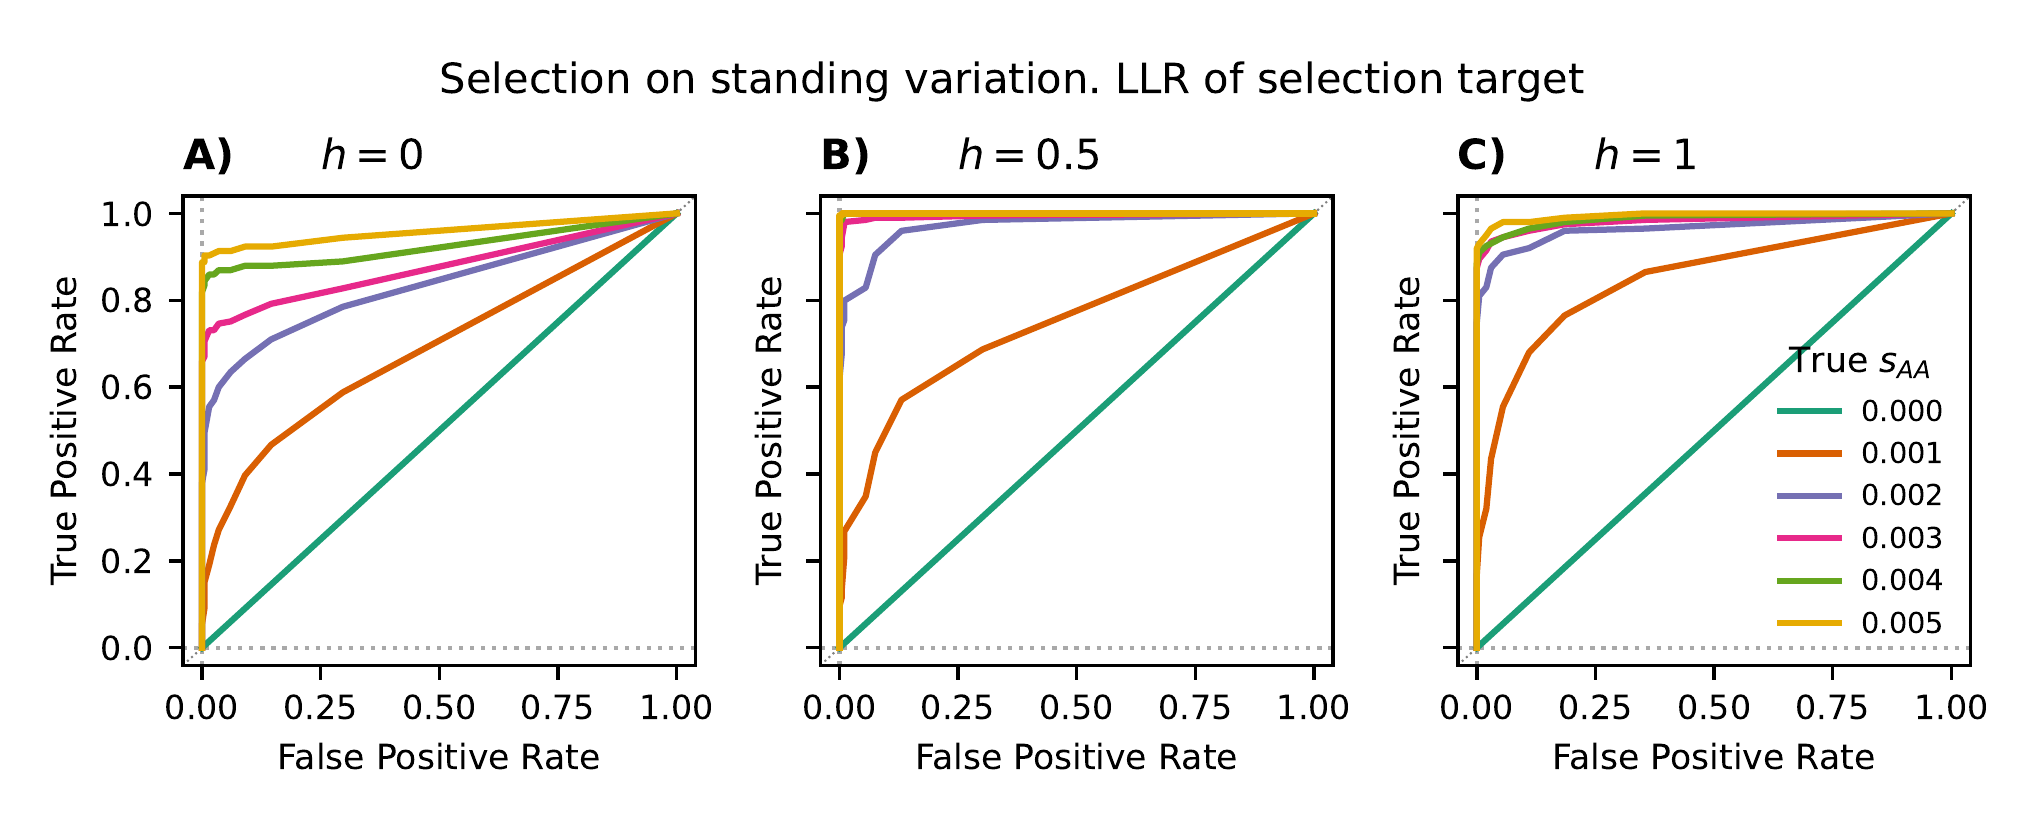 Selection on standing variation. LLR of selection target
A) h = 0
B) h = 0.5
C) h = 1
True Positive Rate
1.0
0.8
0.6
0.4
0.2
0.0
0.00 0.25 0.50 0.75 1.00
False Positive Rate
True Positive Rate
0.00 0.25 0.50 0.75 1.00
False Positive Rate
True Positive Rate
True sAA
0.000
0.001
0.002
0.003
0.004
0.005
0.00 0.25 0.50 0.75 1.00
False Positive Rate